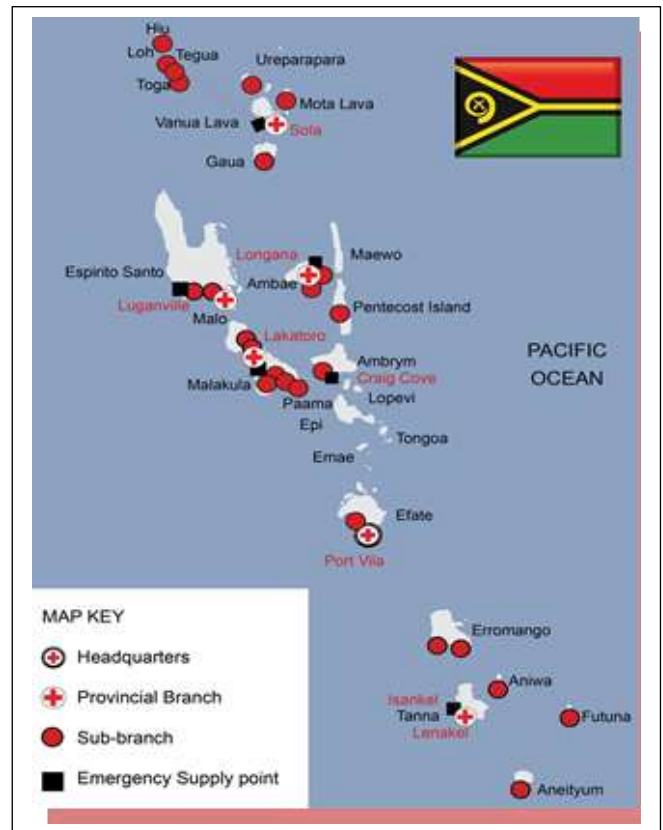 Hiu
Loh
Tegua
Toga
Ureparapara
Mota Lava
Vanua Lava
Sola
Gaua
Longana
Maewo
Espirito Santo
Ambae
Luganville
Pentecost Island
Malo
Lakatoro
Ambrym
PACIFIC
OCEAN
Craig Cove
Malakula
Lopevi
Paama
Epi
Tongoa
Emae
Efate
Port Vila
MAP KEY
Headquarters
Provincial Branch
Sub-branch
Emergency Supply point
Erromango
Aniwa
Isankel
Tanna
Futuna
Lenakel
Aneityum